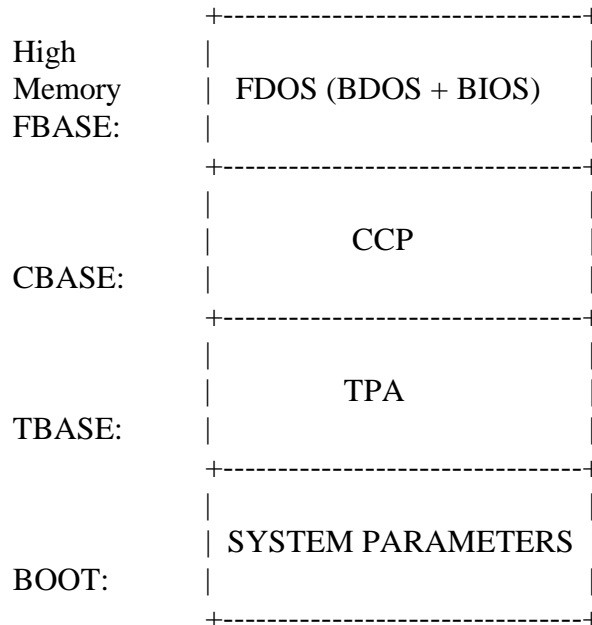 +--------------------------------+
High |
Memory | FDOS (BDOS + BIOS) |
FBASE: | |
+--------------------------------+
| |
| CCP |
CBASE: | |
+--------------------------------+
| |
| TPA |
TBASE: | |
+--------------------------------+
| |
| SYSTEM PARAMETERS |
BOOT: | |
+--------------------------------+